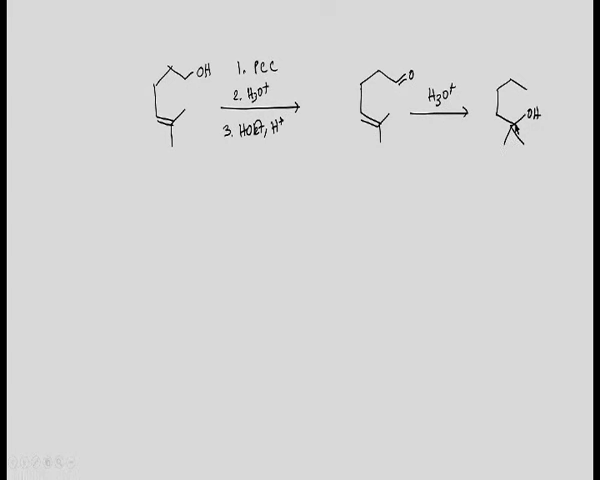 OH
1. PCC
2. H3O+
3. HOEt, H+
O
H3O+
OH